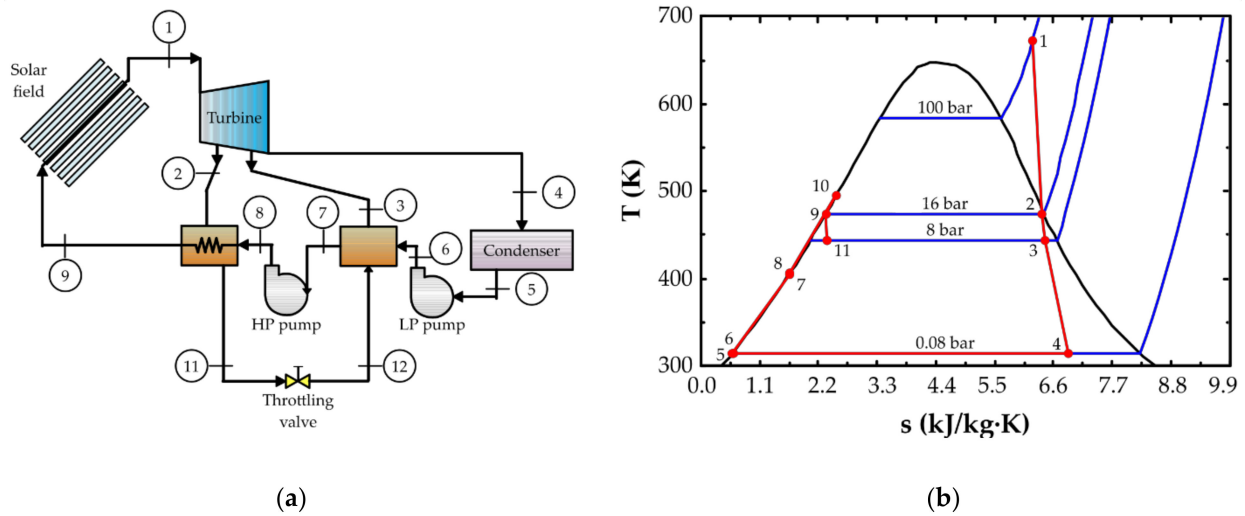 1
Solar
field
Turbine
2
4
8
7
3
Condenser
6
9
5
HP pump
LP pump
11
12
Throttling
valve
(a)
T (K)
700
600
500
400
300
1
100 bar
10
9
16 bar
2
8 bar
11
3
8
7
6
5
0.08 bar
4
0.0 1.1 2.2 3.3 4.4 5.5 6.6 7.7 8.8 9.9
s (kJ/kg·K)
(b)